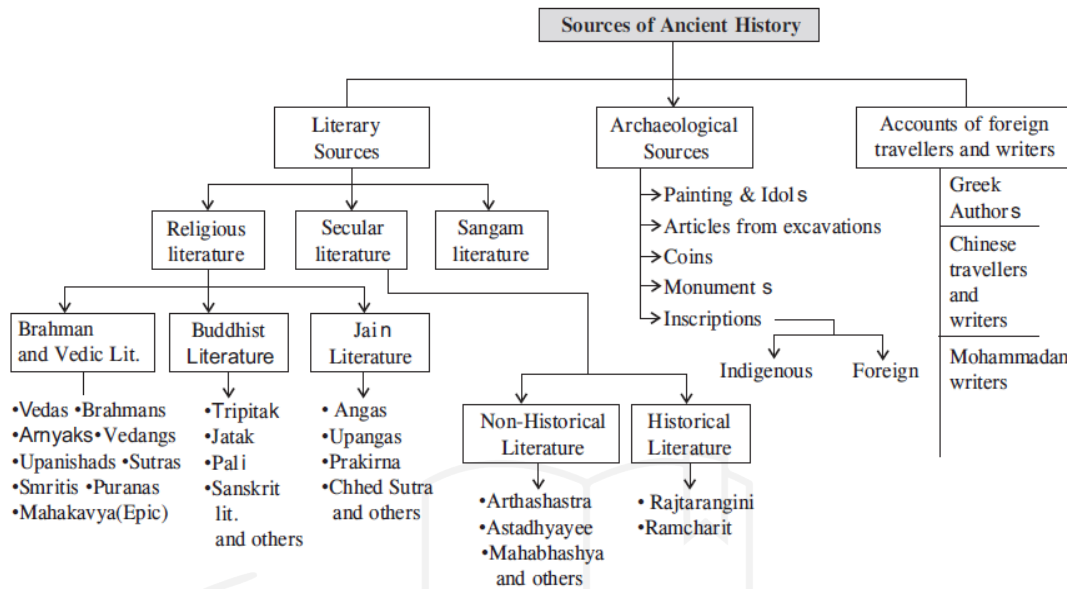 Sources of Ancient History
Literary
Sources
Archaeological
Sources
Accounts of foreign
travellers and writers
Religious
literature
Secular
literature
Sangam
literature
Painting & Idols
Articles from excavations
Coins
Monument s
Inscriptions
Indigenous
Foreign
Greek
Authors
Chinese
travellers
and
writers
Mohammadan
writers
Brahman
and Vedic Lit.
Buddhist
Literature
Jain
Literature
•Vedas •Brahmans
•Arnyaks•Vedangs
•Upanishads •Sutras
•Smritis •Puranas
•Mahakavya(Epic)
•Tripitak
•Jatak
•Pali
•Sanskrit
lit.
and others
• Angas
•Upangas
•Prakirna
•Chhed Sutra
and others
Non-Historical
Literature
Historical
Literature
•Arthashastra
•Astadhyayee
•Mahabhashya
and others
• Rajtarangini
•Ramcharit